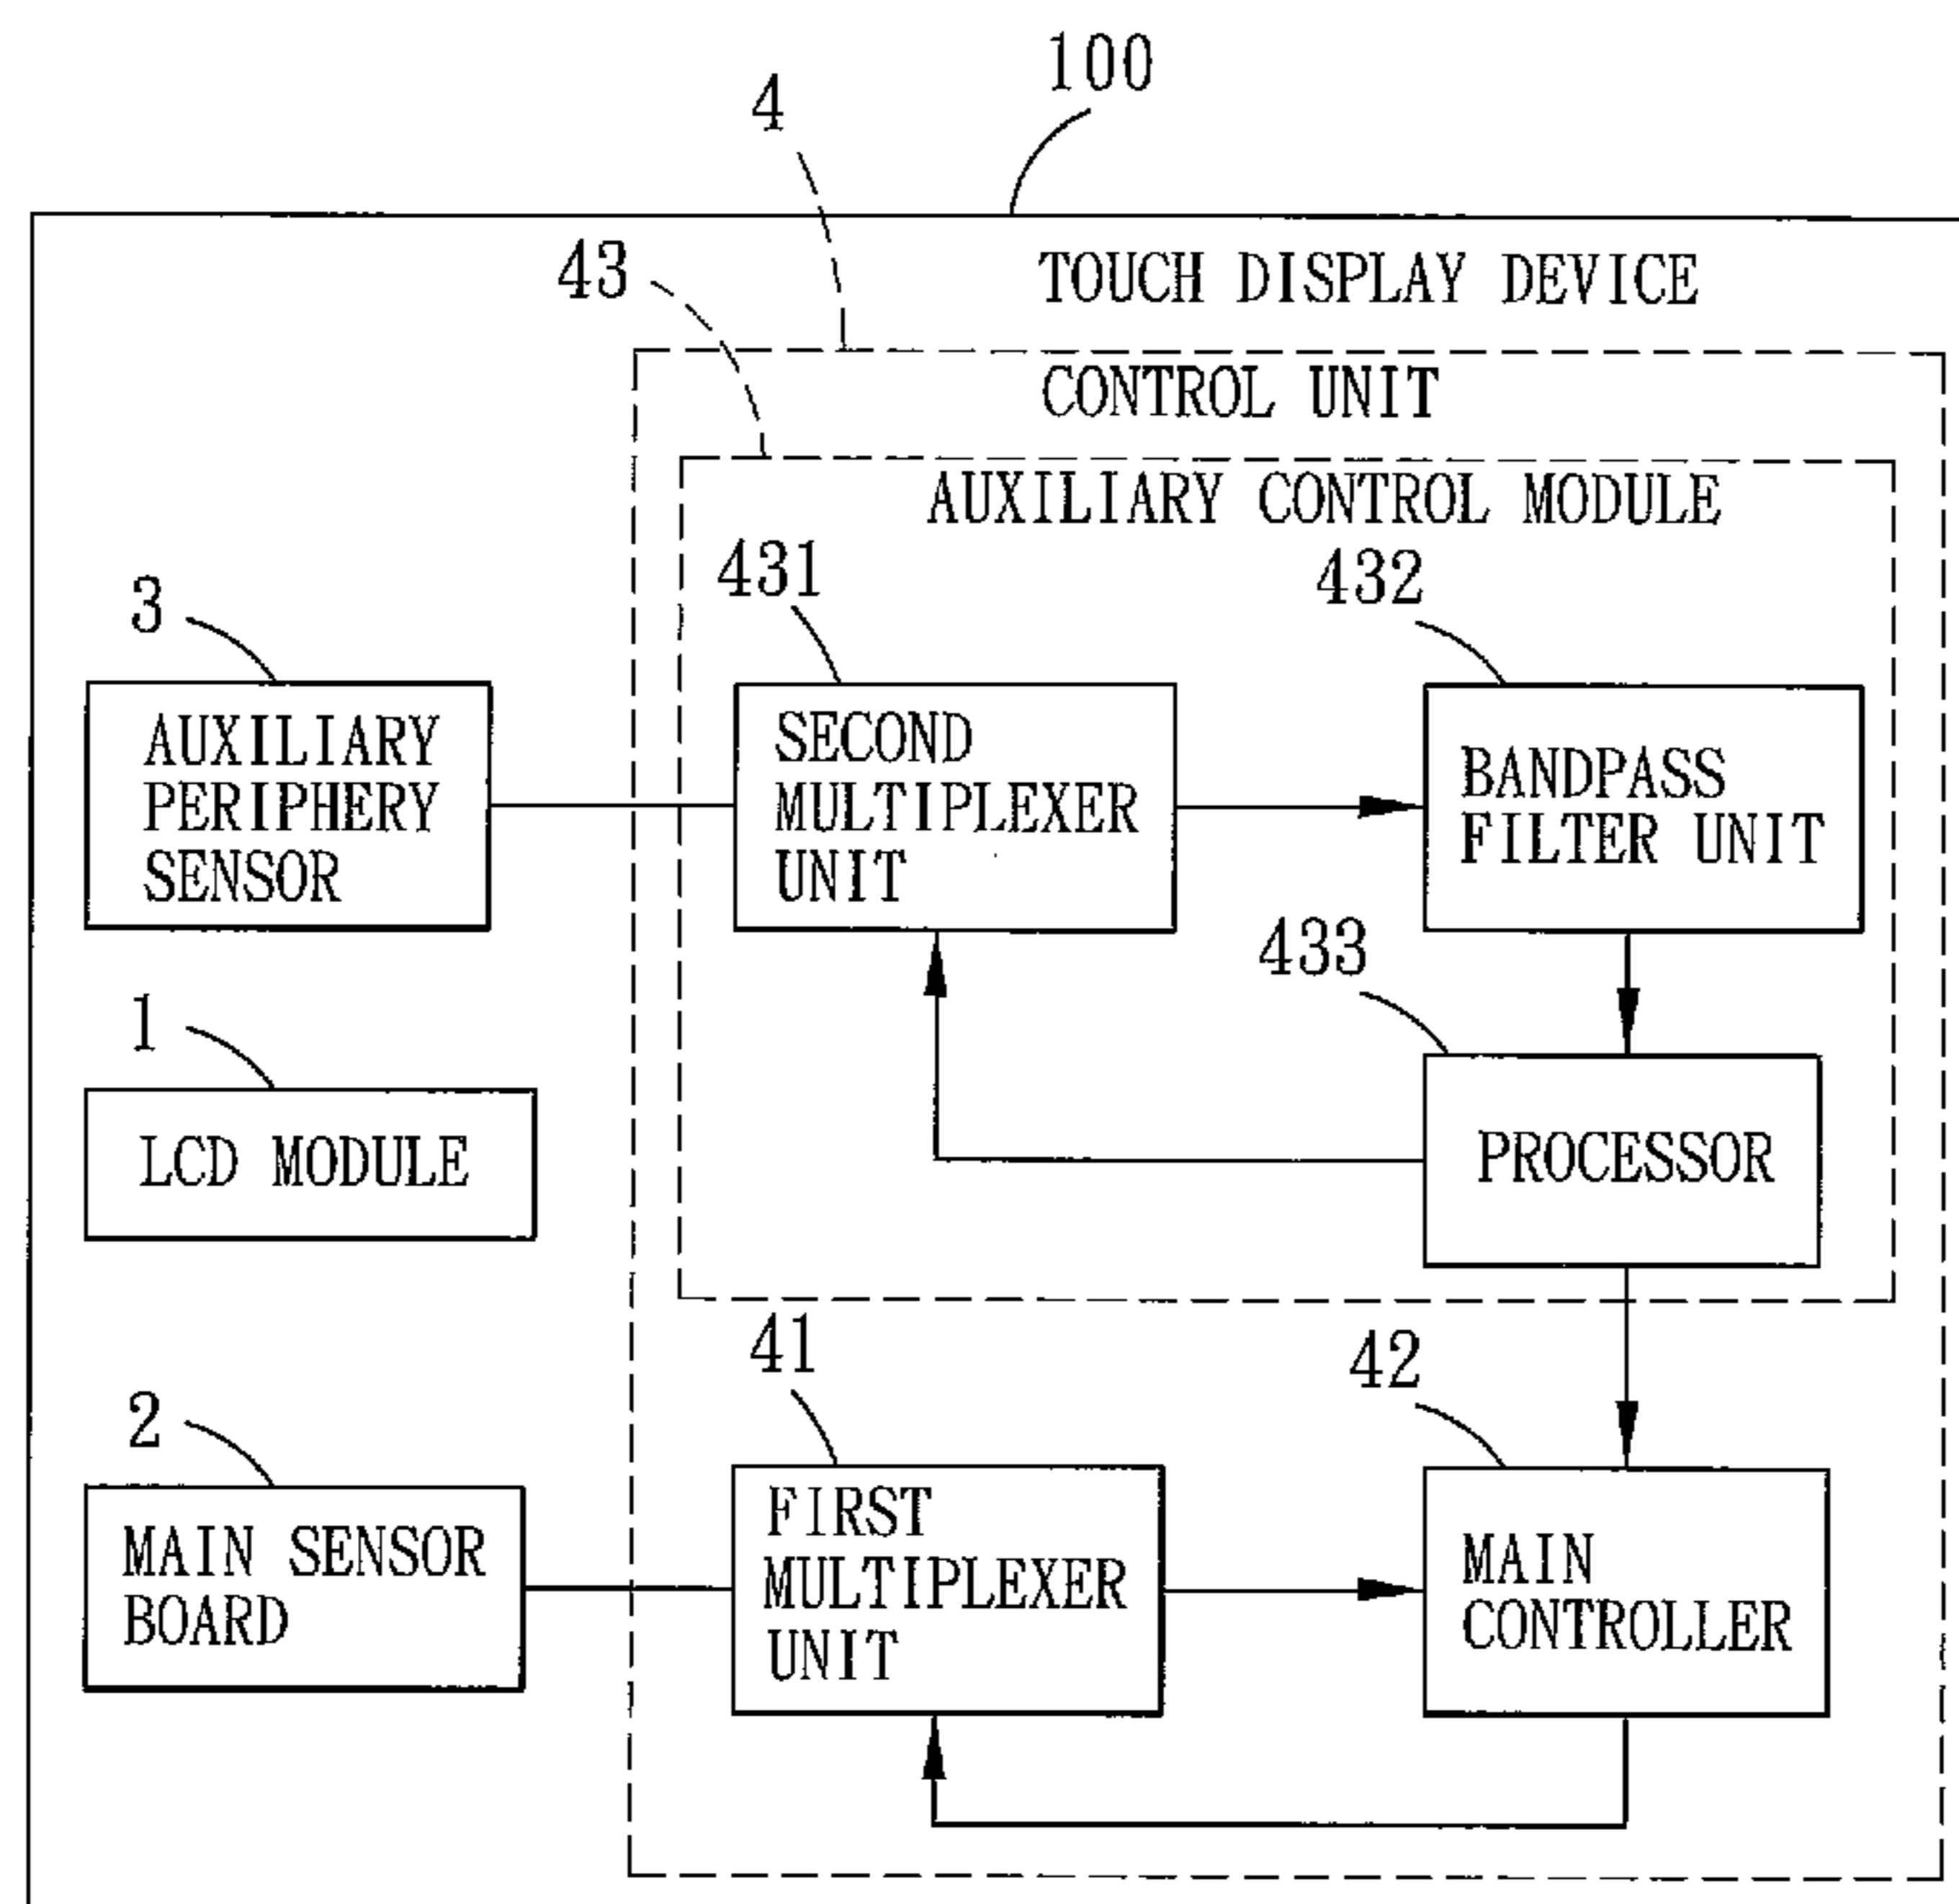 100
4
43
TOUCH DISPLAY DEVICE
CONTROL UNIT
AUXILIARY CONTROL MODULE
431
432
3
AUXILIARY
PERIPHERY
SENSOR
SECOND
MULTIPLEXER
UNIT
BANDPASS
FILTER UNIT
433
1
LCD MODULE
PROCESSOR
41
42
2
MAIN SENSOR
BOARD
FIRST
MULTIPLEXER
UNIT
MAIN
CONTROLLER